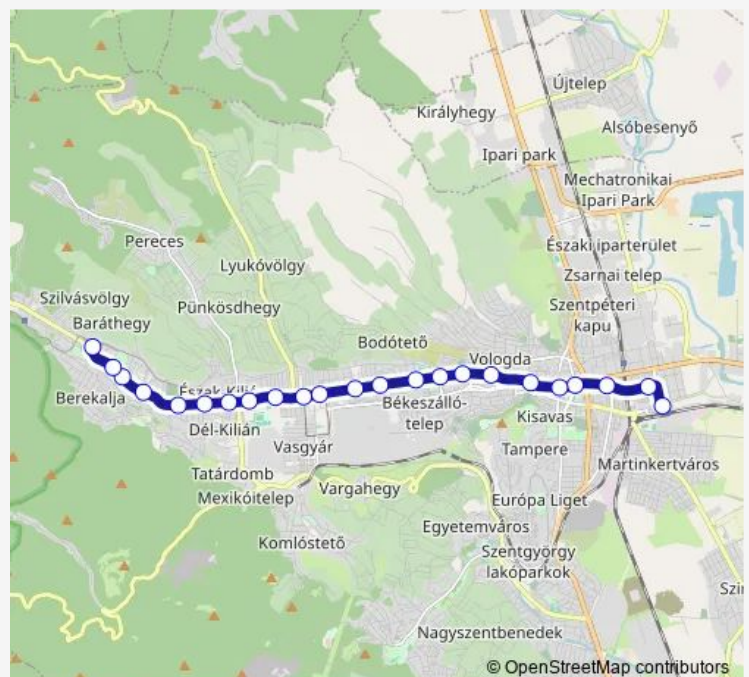 Újtelep
Királyhegy
Alsóbesenyő
Ipari park
Mechatronikai
Ipari Park
Pereces
Északi iparterület
Lyukóvölgy
Zsarnai telep
Szilvásvölgy
Pünkösdhegy
Szentpéteri
kapu
Baráthegy
Bodótető
Vologda
Berekalja
Észak-Kilián
Békeszálló-
telep
Kisavas
Dél-Kilián
Vasgyár
Tampere
Martinkertváros
Tatárdomb
Mexikóitelep
Vargahegy
Európa Liget
Egyetemváros
Komlóstető
Szentgyörgy
lakóparkok
Szir
Nagyszentbenedek
© OpenStreetMap contributors